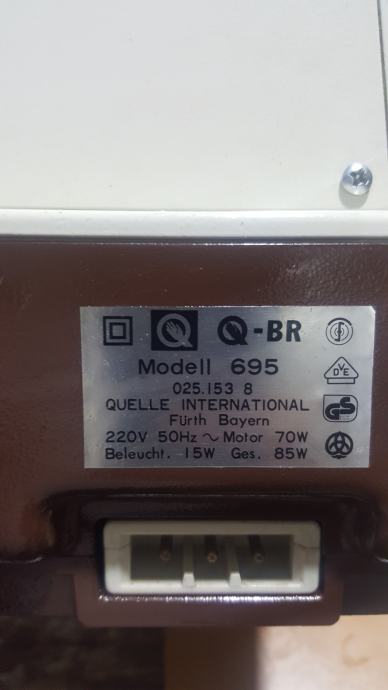 Q Q-BR
Modell 695
025.153 8
QUELLE INTERNATIONAL
Fürth Bayern
220V 50Hz ~ Motor 70W
Beleucht. 15W Ges. 85W
DVE
GS